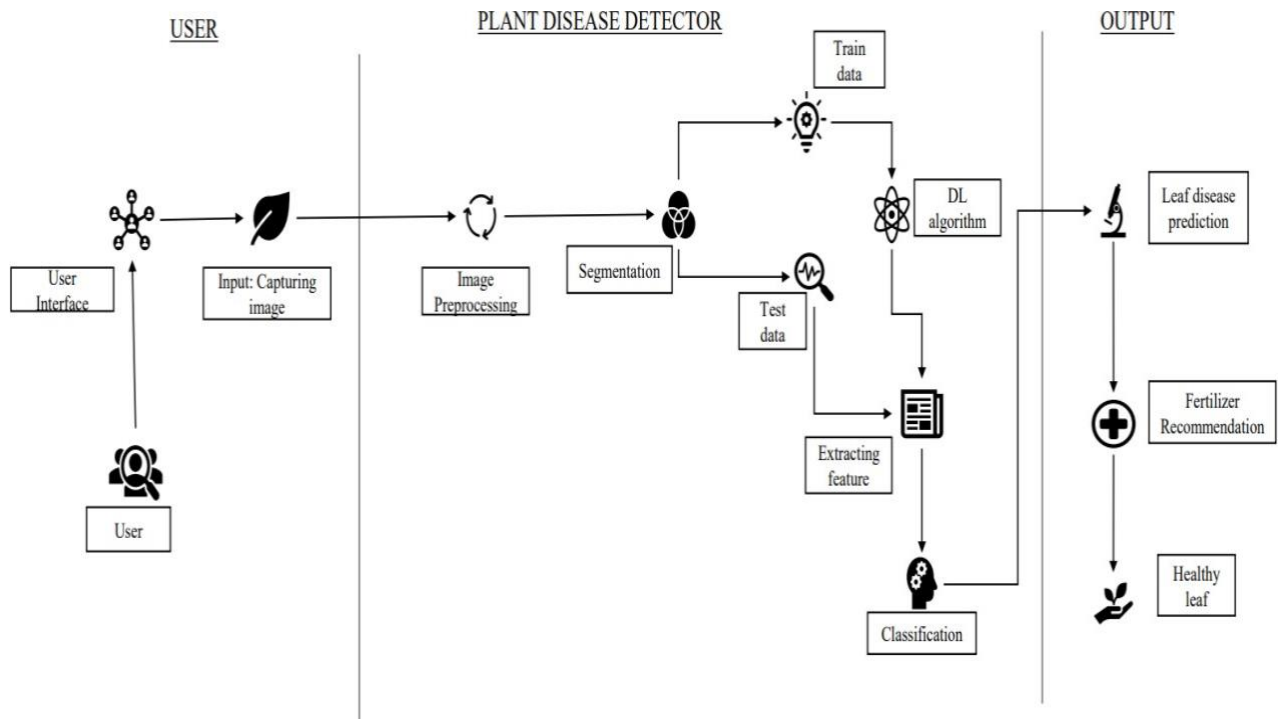 USER
PLANT DISEASE DETECTOR
OUTPUT
Train
data
DL
algorithm
Leaf disease
prediction
User
Interface
Input: Capturing
image
Image
Preprocessing
Segmentation
Test
data
Fertilizer
Recommendation
Extracting
feature
User
Healthy
leaf
Classification